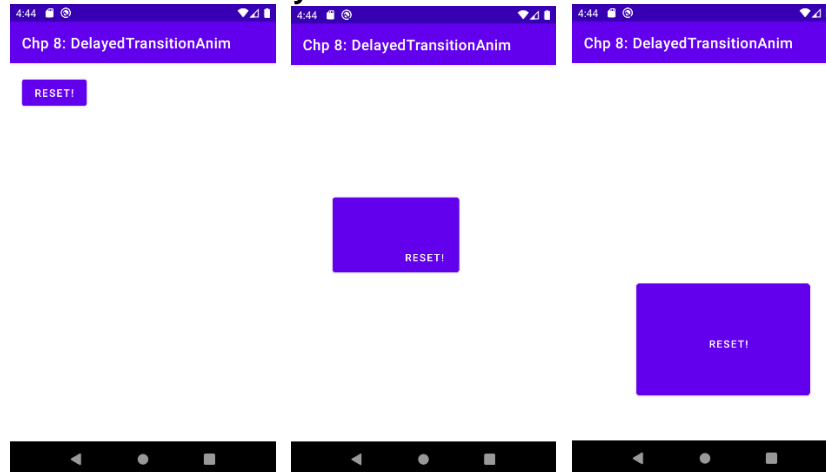 4:44
Chp 8: DelayedTransitionAnim
RESET!
4:44
Chp 8: DelayedTransitionAnim
RESET!
4:44
Chp 8: DelayedTransitionAnim
RESET!